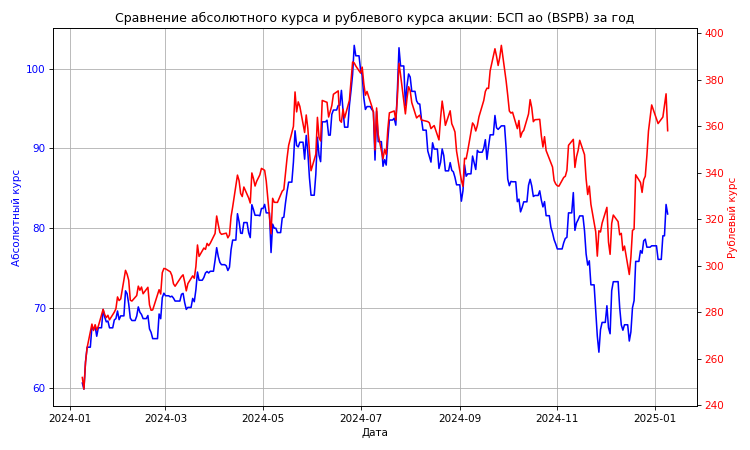 Сравнение абсолютного курса и рублевого курса акции: БСП ао (BSPB) за год
100
90
80
70
60
Абсолютный курс
400
380
360
340
320
300
280
260
240
Рублевый курс
2024-01 2024-03 2024-05 2024-07 2024-09 2024-11 2025-01
Дата